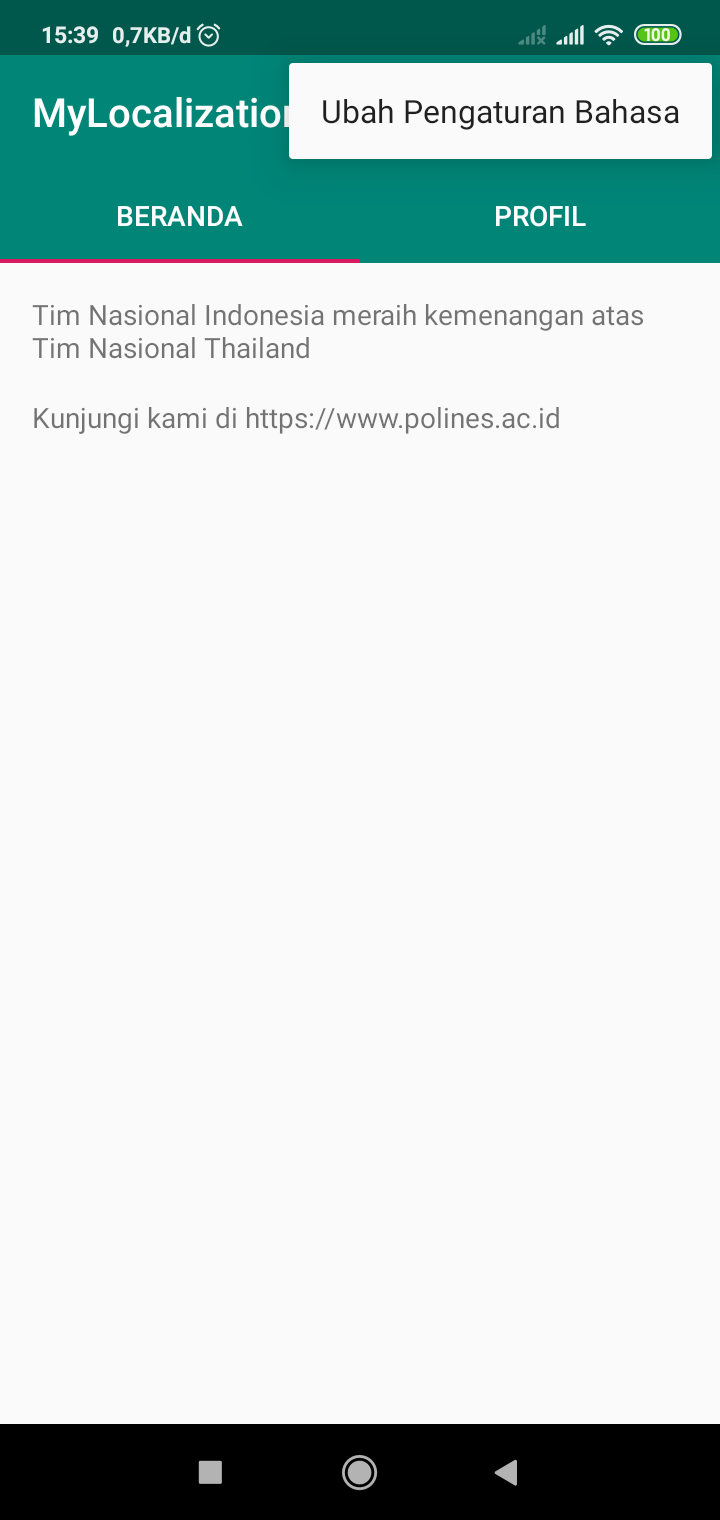 15:39 0,7KB/d 100
MyLocalization
Ubah Pengaturan Bahasa
BERANDA
PROFIL
Tim Nasional Indonesia meraih kemenangan atas
Tim Nasional Thailand
Kunjungi kami di https://www.polines.ac.id